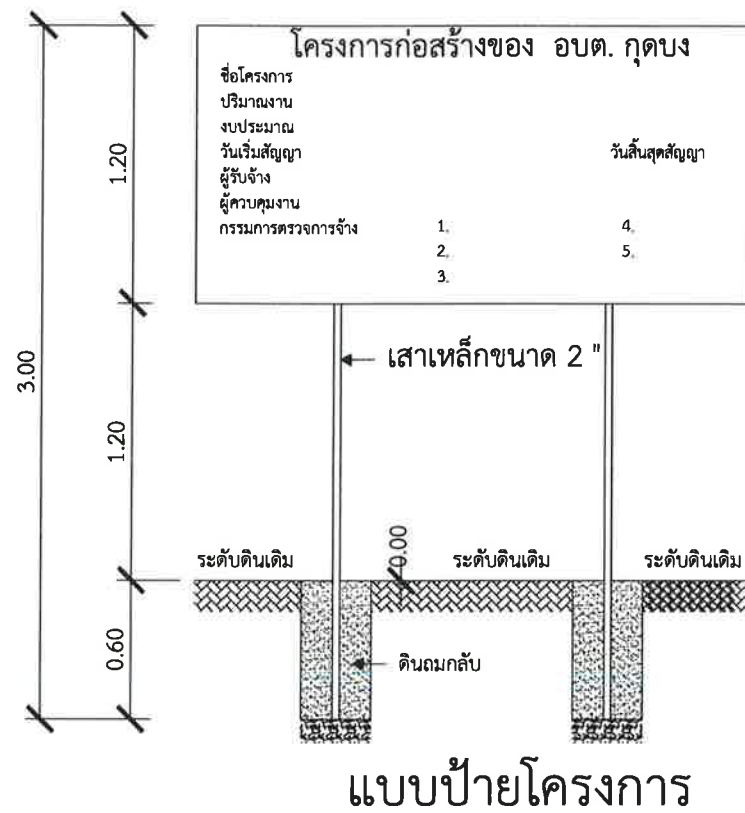 โครงการก่อสร้างของ อบต. กุดบง
ชื่อโครงการ
ปริมาณงาน
งบประมาณ
วันเริ่มสัญญา วันสิ้นสุดสัญญา
ผู้รับจ้าง
ผู้ควบคุมงาน
กรรมการตรวจการจ้าง 1. 4.
2. 5.
3.
1.20
3.00
เสาเหล็กขนาด 2 "
1.20
0.00
ระดับดินเดิม ระดับดินเดิม ระดับดินเดิม
0.60
ดินถมกลับ
แบบป้ายโครงการ